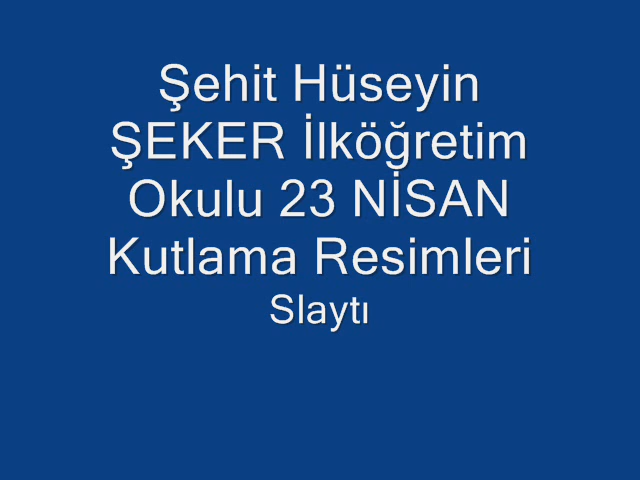 Şehit Hüseyin
ŞEKER İlköğretim
Okulu 23 NİSAN
Kutlama Resimleri
Slaytı